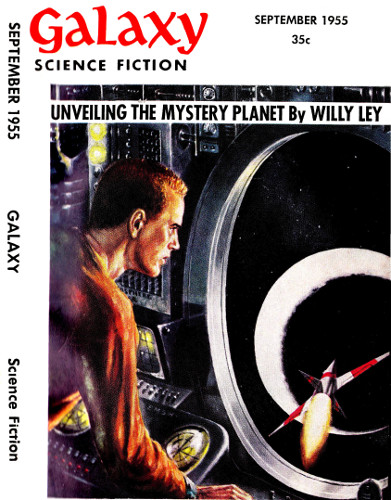 GalaXy
SCIENCE FICTION
SEPTEMBER 1955
35c
UNVEILING THE MYSTERY PLANET By WILLY LEY
SEPTEMBER 1955
GALAXY
Science Fiction